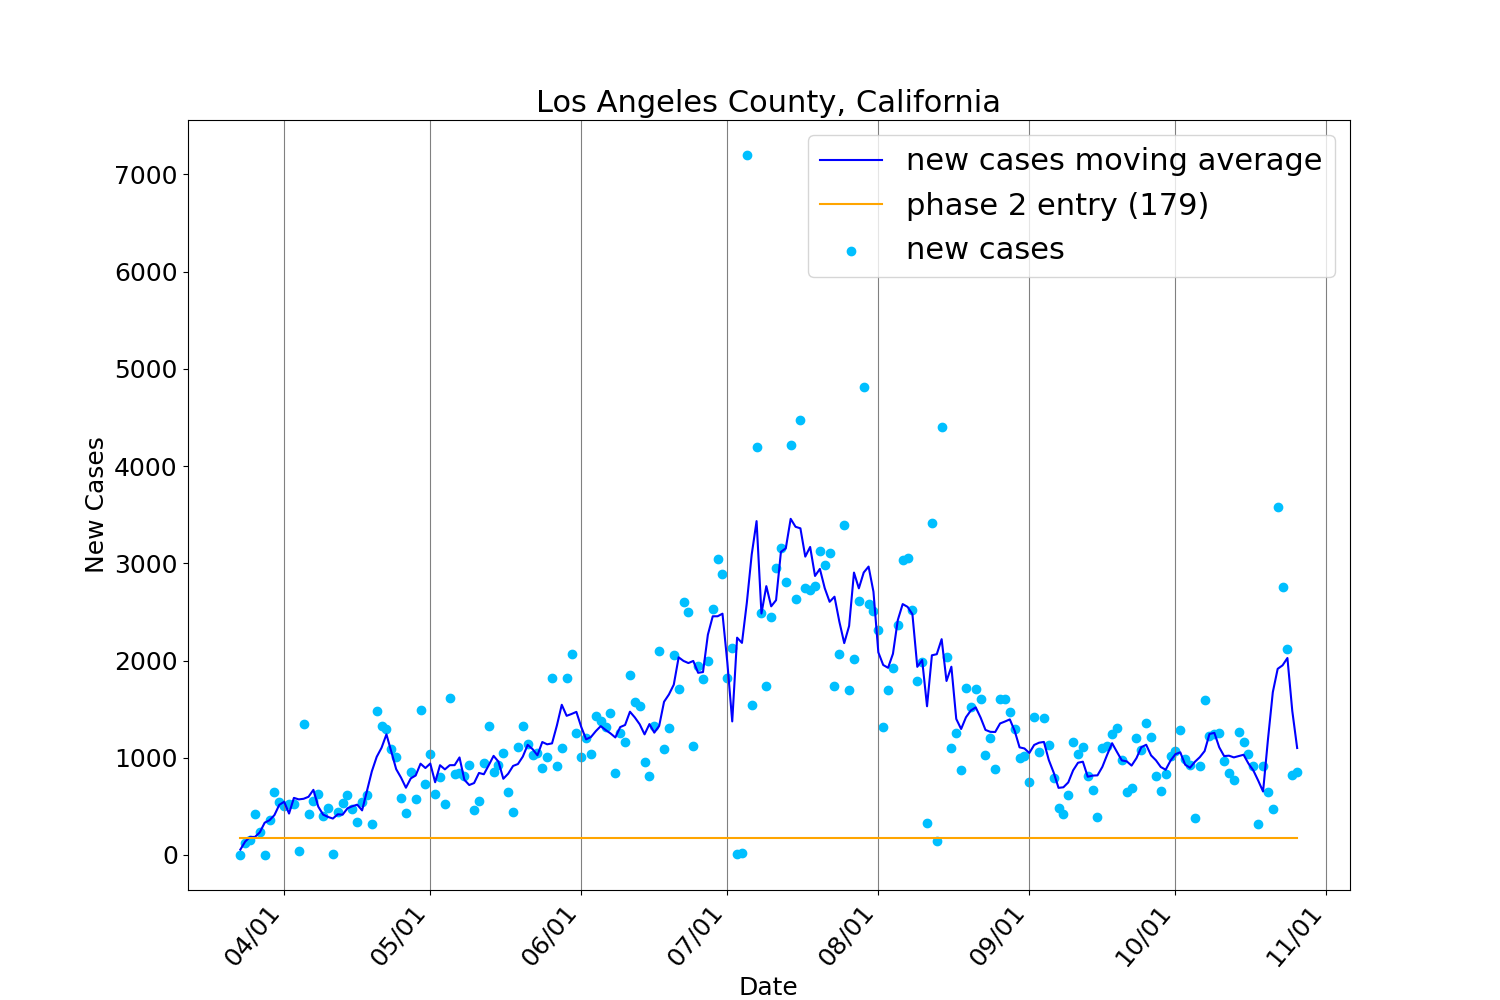 Los Angeles County, California
new cases moving average
phase 2 entry (179)
new cases
7000
6000
5000
4000
3000
2000
1000
0
New Cases
04/01
05/01
06/01
07/01
08/01
09/01
10/01
11/01
Date